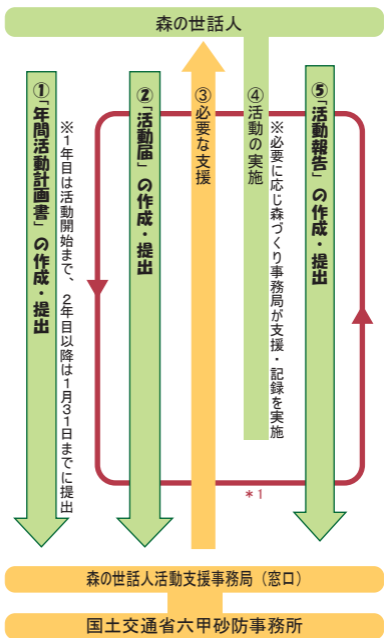 森の世話人
①「年間活動計画書」の作成・提出
※1年目は活動開始まで、2年目以降は1月31日までに提出
②「活動届」の作成・提出
③必要な支援
④活動の実施
※必要に応じ森づくり事務局が支援・記録を実施
⑤「活動報告」の作成・提出
*1
森の世話人活動支援事務局(窓口)
国土交通省六甲砂防事務所